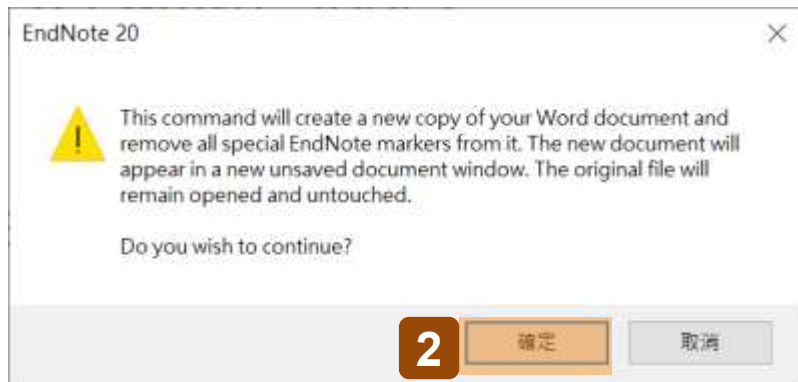 EndNote 20
This command will create a new copy of your Word document and
remove all special EndNote markers from it. The new document will
appear in a new unsaved document window. The original file will
remain opened and untouched.
Do you wish to continue?
2 確定 取消